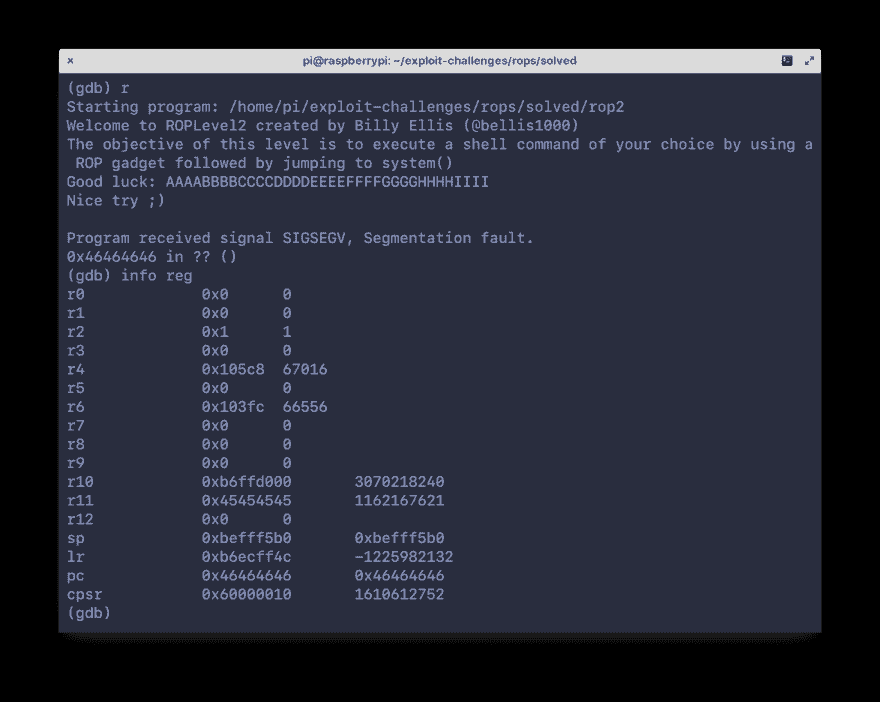 pi@raspberrypi: ~/exploit-challenges/rops/solved
(gdb) r
Starting program: /home/pi/exploit-challenges/rops/solved/rop2
Welcome to ROPLevel2 created by Billy Ellis (@bellis1000)
The objective of this level is to execute a shell command of your choice by using a
 ROP gadget followed by jumping to system()
Good luck: AAAABBBBCCCCDDDDEEEEFFFFGGGGHHHHIIII
Nice try ;)
Program received signal SIGSEGV, Segmentation fault.
0x46464646 in ?? ()
(gdb) info reg
r0             0x0      0
r1             0x0      0
r2             0x1      1
r3             0x0      0
r4             0x105c8  67016
r5             0x0      0
r6             0x103fc  66556
r7             0x0      0
r8             0x0      0
r9             0x0      0
r10            0xb6ffd000       3070218240
r11            0x45454545       1162167621
r12            0x0      0
sp             0xbefff5b0       0xbefff5b0
lr             0xb6ecff4c       -1225982132
pc             0x46464646       0x46464646
cpsr           0x60000010       1610612752
(gdb)